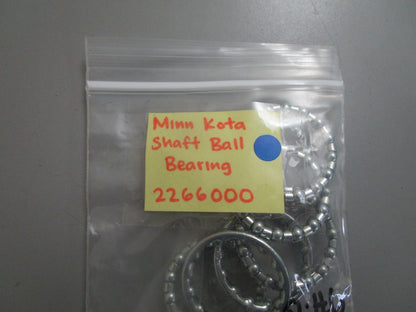 Minn Kota
Shaft Ball
Bearing
2266000